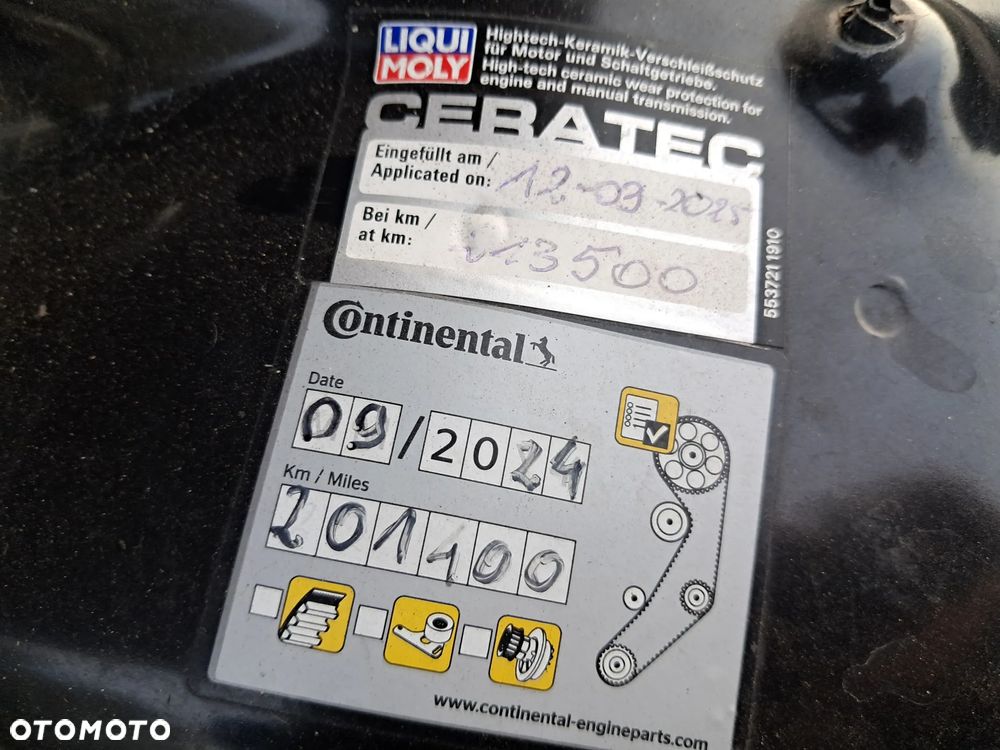 LIQUI
MOLY
Hightech-Keramik-Verschleißschutz
für Motor und Schaltgetriebe.
High-tech ceramic wear protection for
engine and manual transmission.
CERATEC
Eingefüllt am /
Applicated on: 12-09-2025
Bei km /
at km: 213500
5537211910
Continental
Date
09/2024
Km / Miles
201400
www.continental-engineparts.com
OTOMOTO